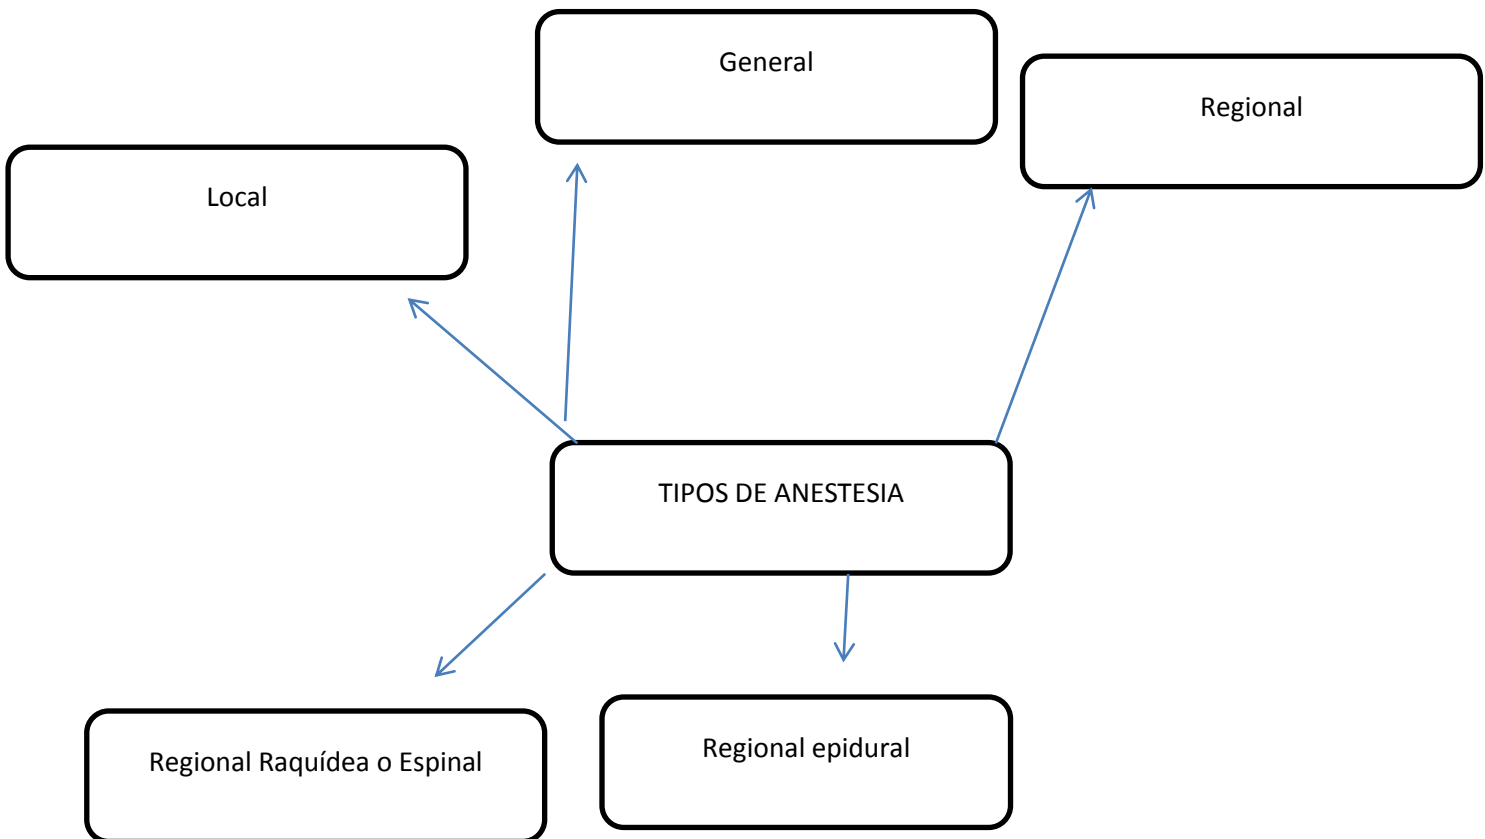 General
Regional
Local
TIPOS DE ANESTESIA
Regional Raquídea o Espinal
Regional epidural